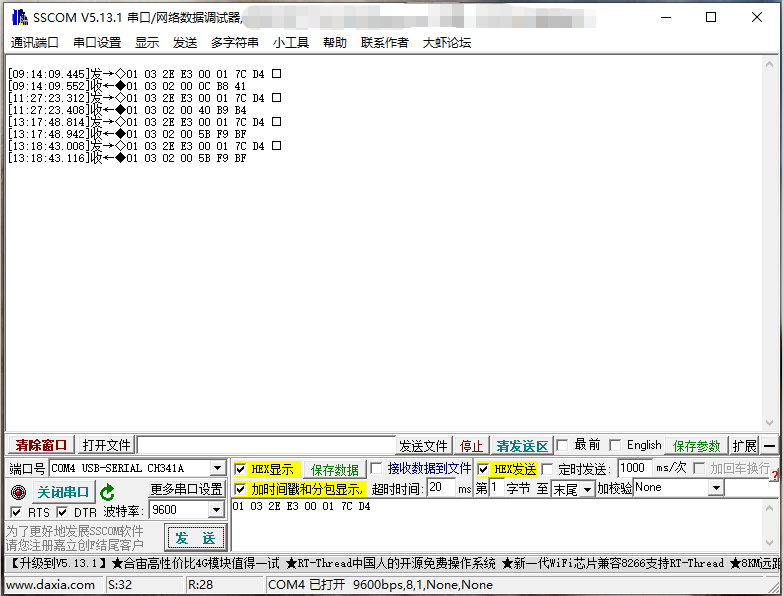 SSCOM V5.13.1 串口/网络数据调试器,
通讯端口 串口设置 显示 发送 多字符串 小工具 帮助 联系作者 大虾论坛
[09:14:09.445]发→◇01 03 2E E3 00 01 7C D4 □
[09:14:09.552]收←◆01 03 02 00 0C B8 41
[11:27:23.312]发→◇01 03 2E E3 00 01 7C D4 □
[11:27:23.408]收←◆01 03 02 00 40 B9 B4
[13:17:48.814]发→◇01 03 2E E3 00 01 7C D4 □
[13:17:48.942]收←◆01 03 02 00 5B F9 BF
[13:18:43.008]发→◇01 03 2E E3 00 01 7C D4 □
[13:18:43.116]收←◆01 03 02 00 5B F9 BF
清除窗口 打开文件 发送文件 停止 清发送区 最前 English 保存参数 扩展 —
端口号 COM4 USB-SERIAL CH341A HEX显示 保存数据 接收数据到文件 HEX发送 定时发送: 1000 ms/次 加回车换行
关闭串口 更多串口设置 加时间戳和分包显示, 超时时间: 20 ms 第 1 字节 至 末尾 加校验 None
RTS DTR 波特率: 9600 01 03 2E E3 00 01 7C D4
为了更好地发展SSCOM软件
请您注册嘉立创F结尾客户
发 送
【升级到V5.13.1】★合宙高性价比4G模块值得一试 ★RT-Thread中国人的开源免费操作系统 ★新一代WiFi芯片兼容8266支持RT-Thread ★8KM远距
www.daxia.com S:32 R:28 COM4 已打开 9600bps,8,1,None,None